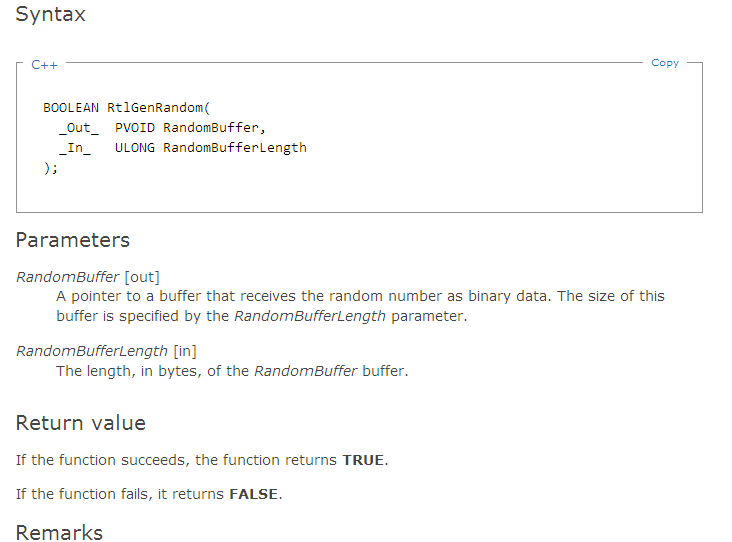 Syntax
C++
Copy
BOOLEAN RtlGenRandom(
_Out_ PVOID RandomBuffer,
_In_ ULONG RandomBufferLength
);
Parameters
RandomBuffer [out]
A pointer to a buffer that receives the random number as binary data. The size of this
buffer is specified by the RandomBufferLength parameter.
RandomBufferLength [in]
The length, in bytes, of the RandomBuffer buffer.
Return value
If the function succeeds, the function returns TRUE.
If the function fails, it returns FALSE.
Remarks